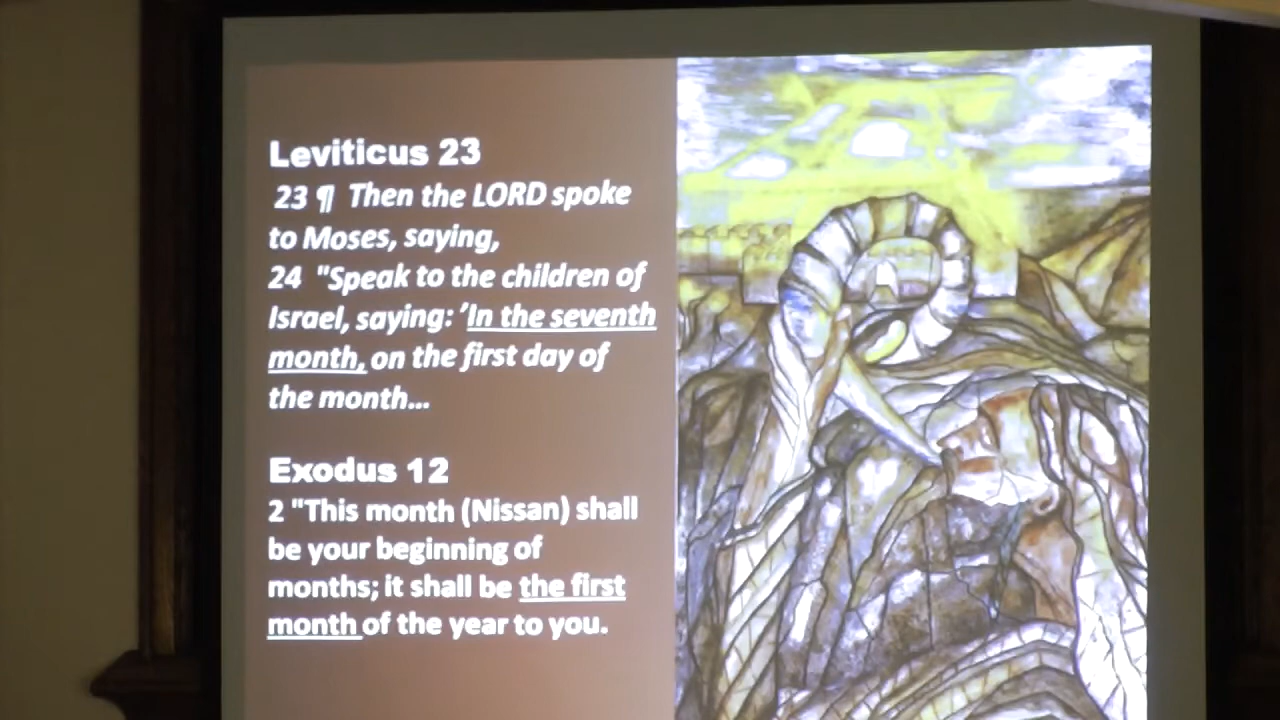 Leviticus 23
23 ¶ Then the LORD spoke
to Moses, saying,
24 "Speak to the children of
Israel, saying: 'In the seventh
month, on the first day of
the month...
Exodus 12
2 "This month (Nissan) shall
be your beginning of
months; it shall be the first
month of the year to you.